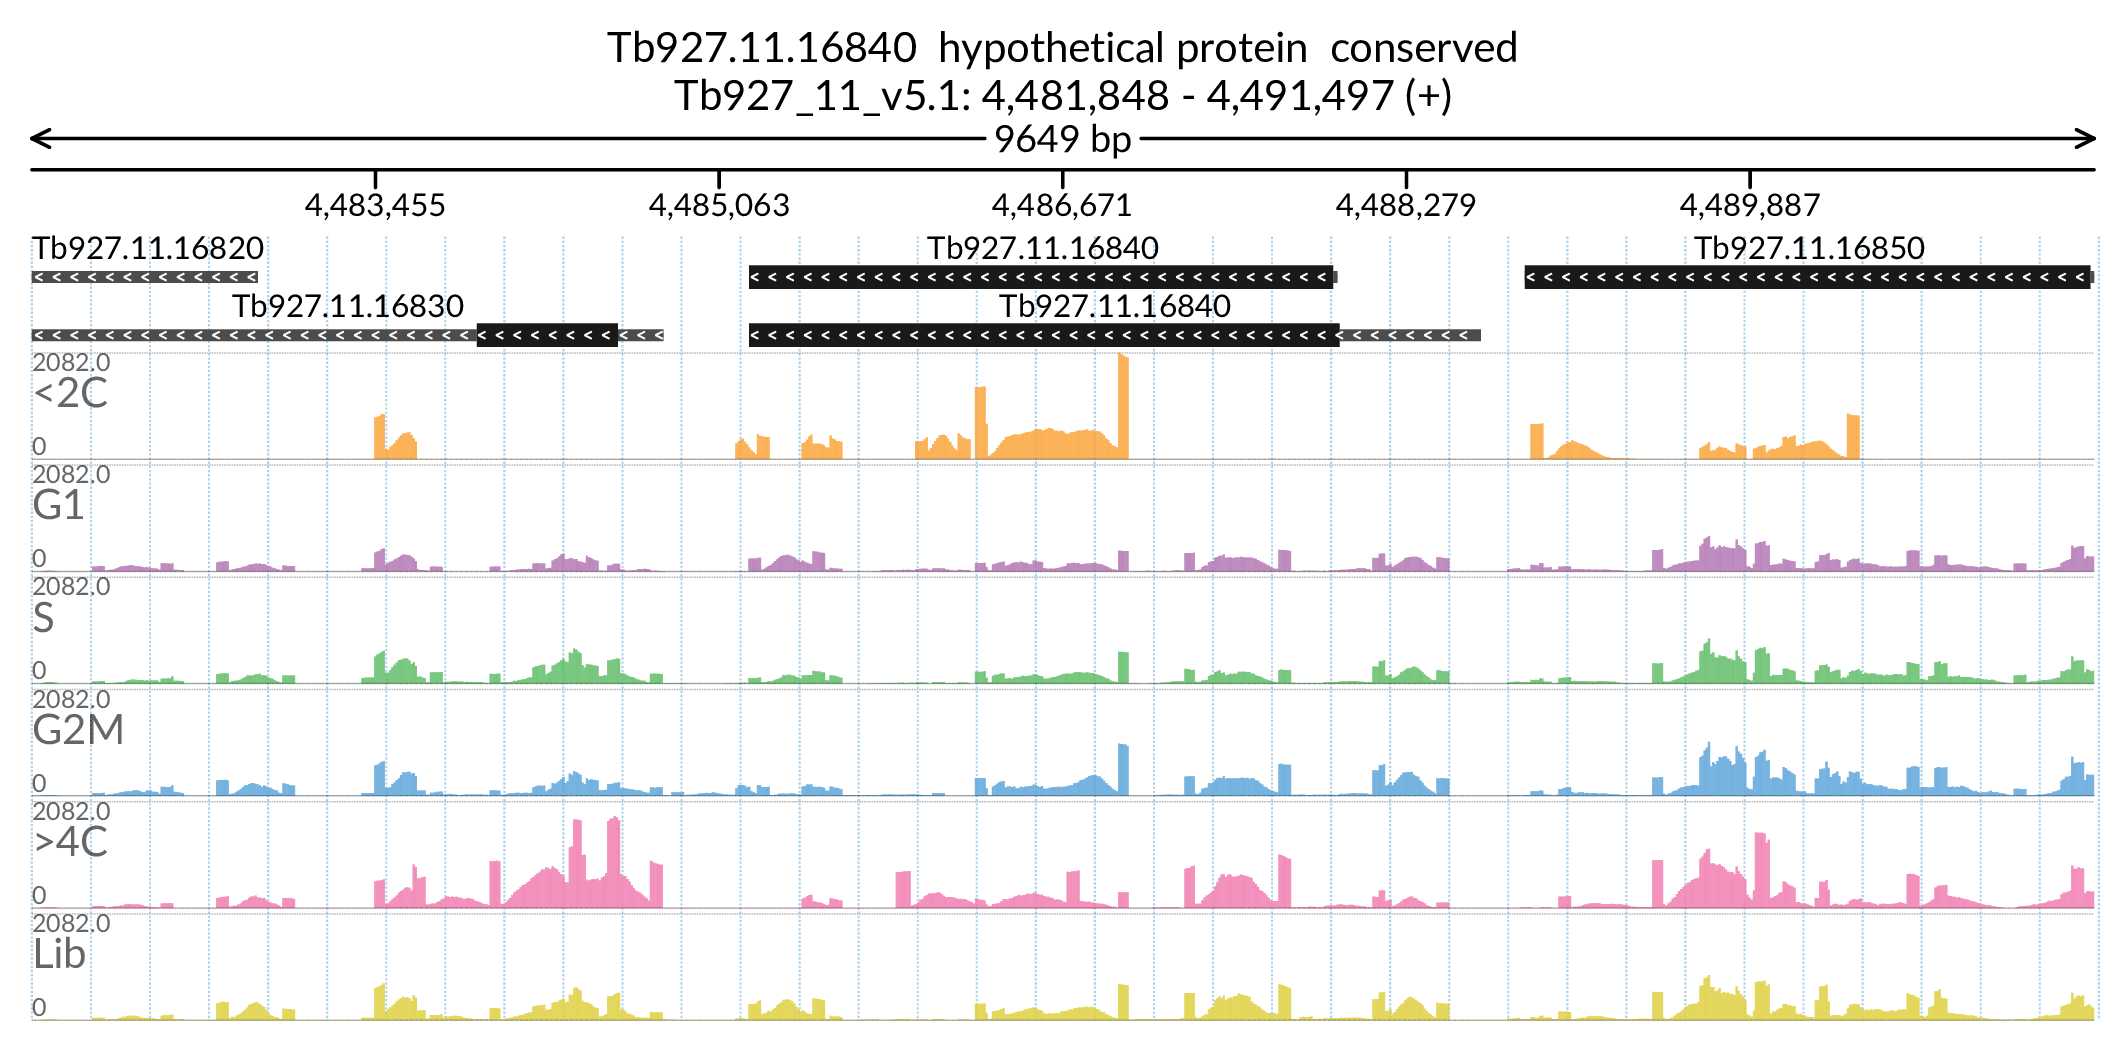 Tb927.11.16840 hypothetical protein conserved
Tb927_11_v5.1: 4,481,848 - 4,491,497 (+)
9649 bp
4,483,455 4,485,063 4,486,671 4,488,279 4,489,887
Tb927.11.16820 Tb927.11.16840 Tb927.11.16850
Tb927.11.16830 Tb927.11.16840
2082.0
<2C
0
2082.0
G1
0
2082.0
S
0
2082.0
G2M
0
2082.0
>4C
0
2082.0
Lib
0